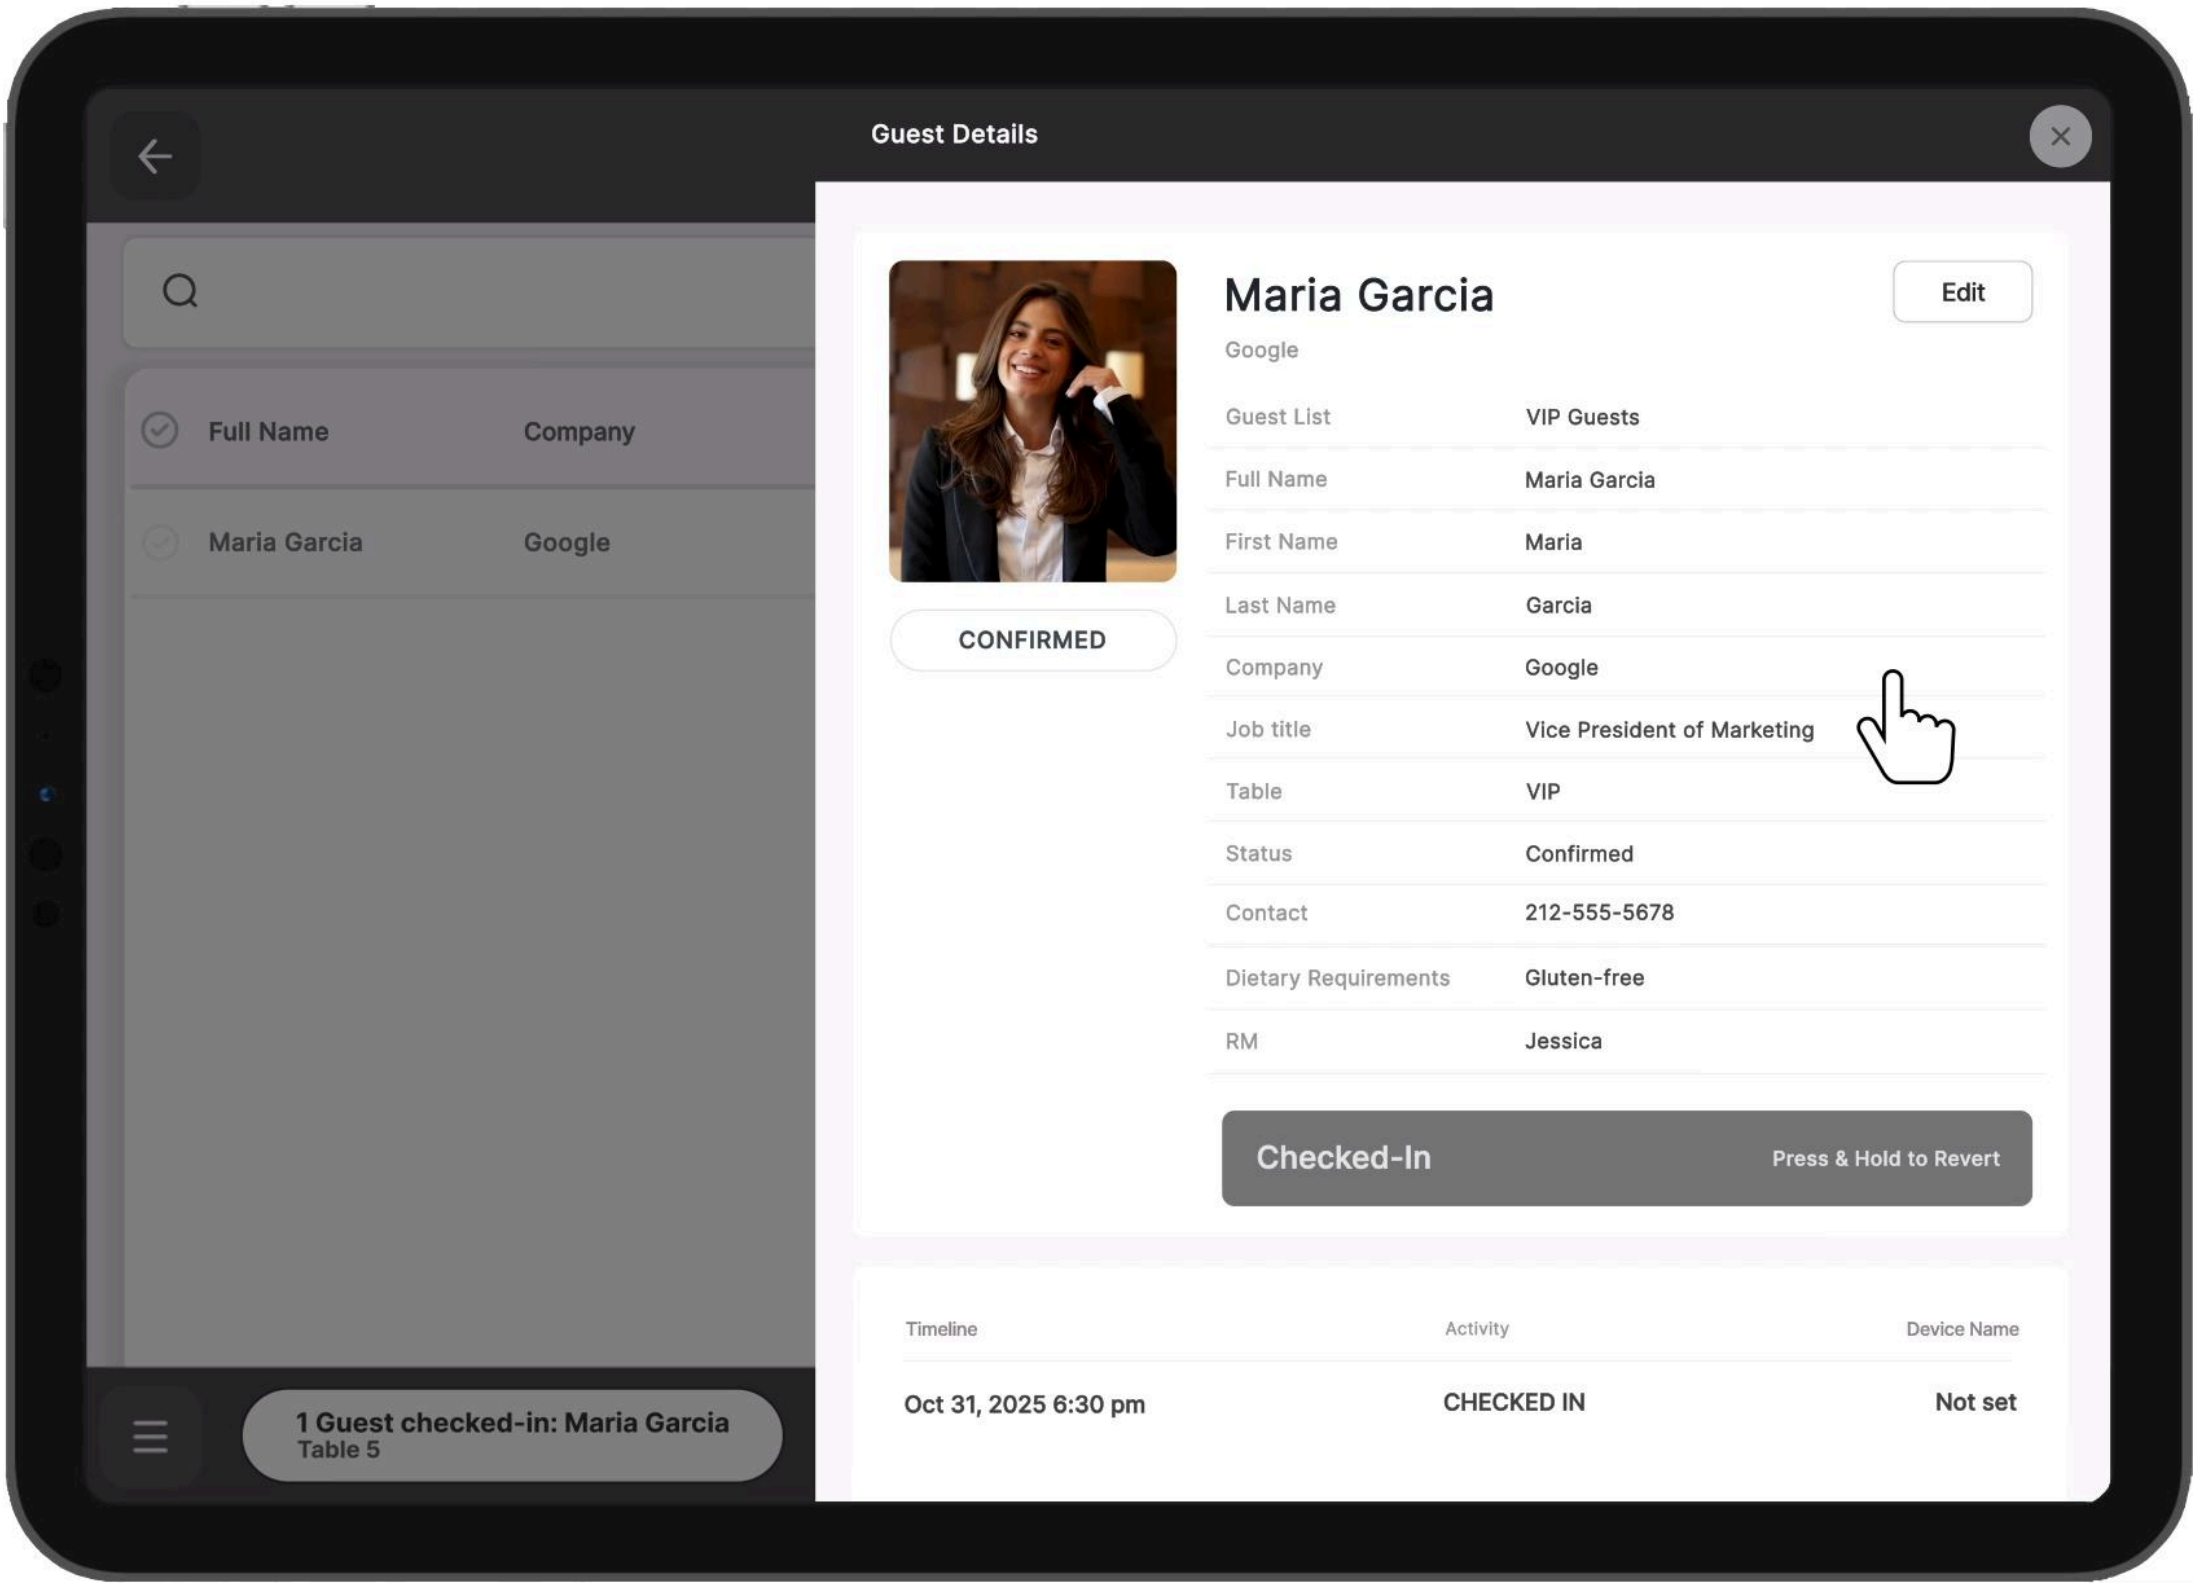 Guest Details
Full Name Company
Maria Garcia Google
1 Guest checked-in: Maria Garcia
Table 5
Maria Garcia
Edit
Google
CONFIRMED
Guest List VIP Guests
Full Name Maria Garcia
First Name Maria
Last Name Garcia
Company Google
Job title Vice President of Marketing
Table VIP
Status Confirmed
Contact 212-555-5678
Dietary Requirements Gluten-free
RM Jessica
Checked-In Press & Hold to Revert
Timeline Activity Device Name
Oct 31, 2025 6:30 pm CHECKED IN Not set